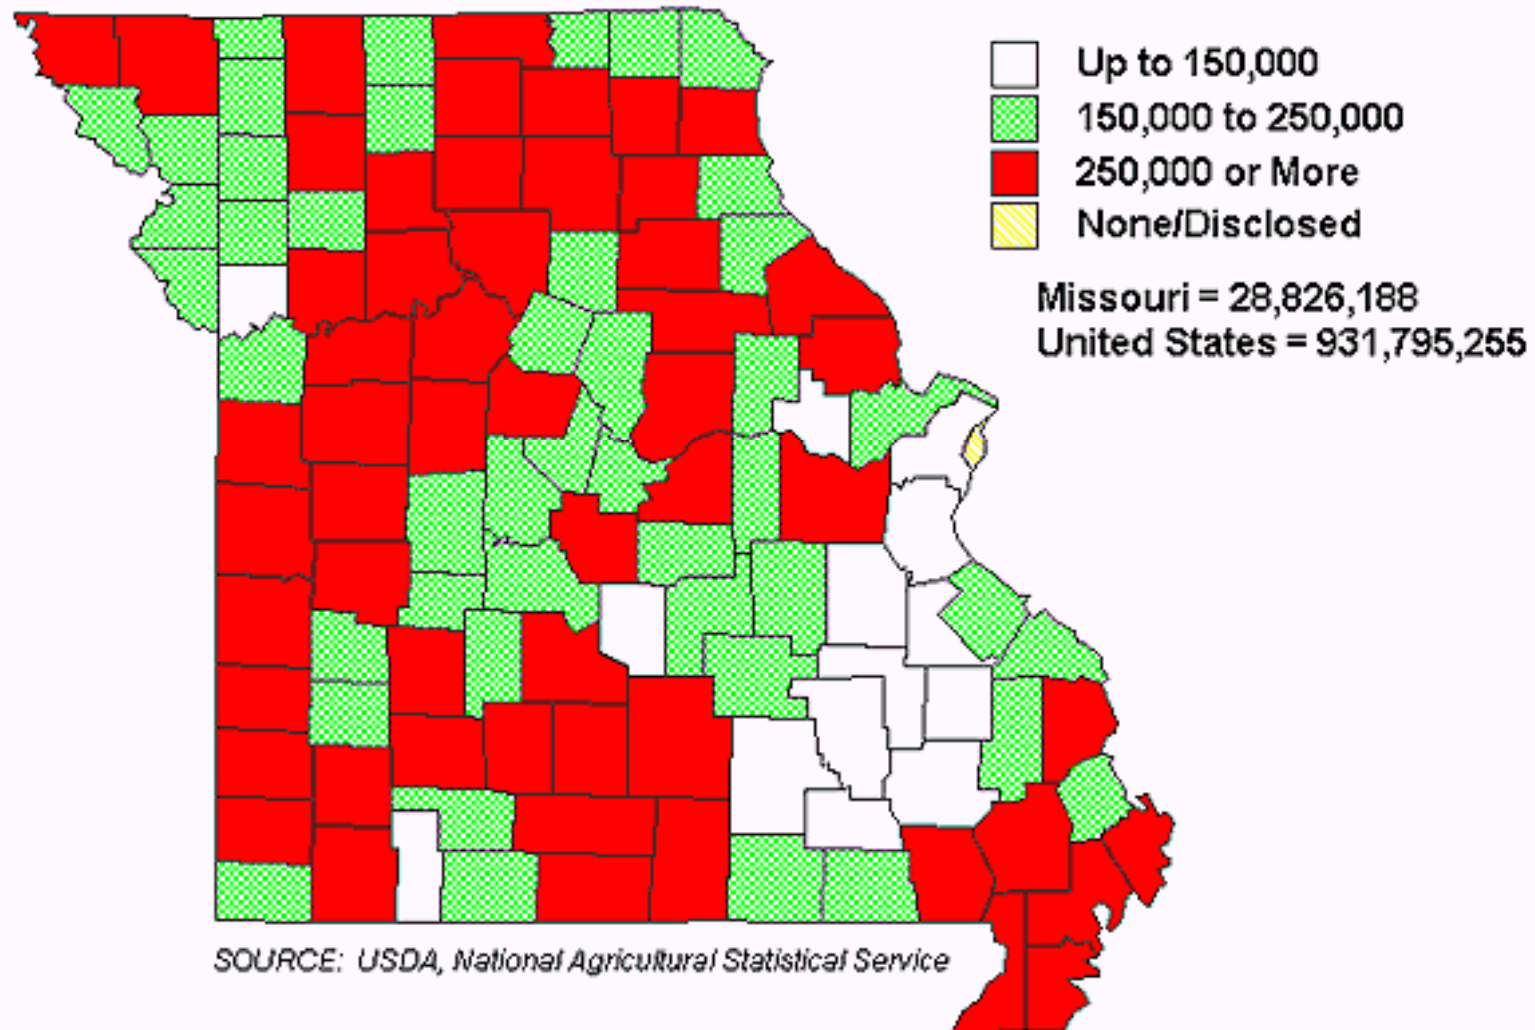 Up to 150,000
150,000 to 250,000
250,000 or More
None/Disclosed
Missouri = 28,826,188
United States = 931,795,255
SOURCE: USDA, National Agricultural Statistical Service